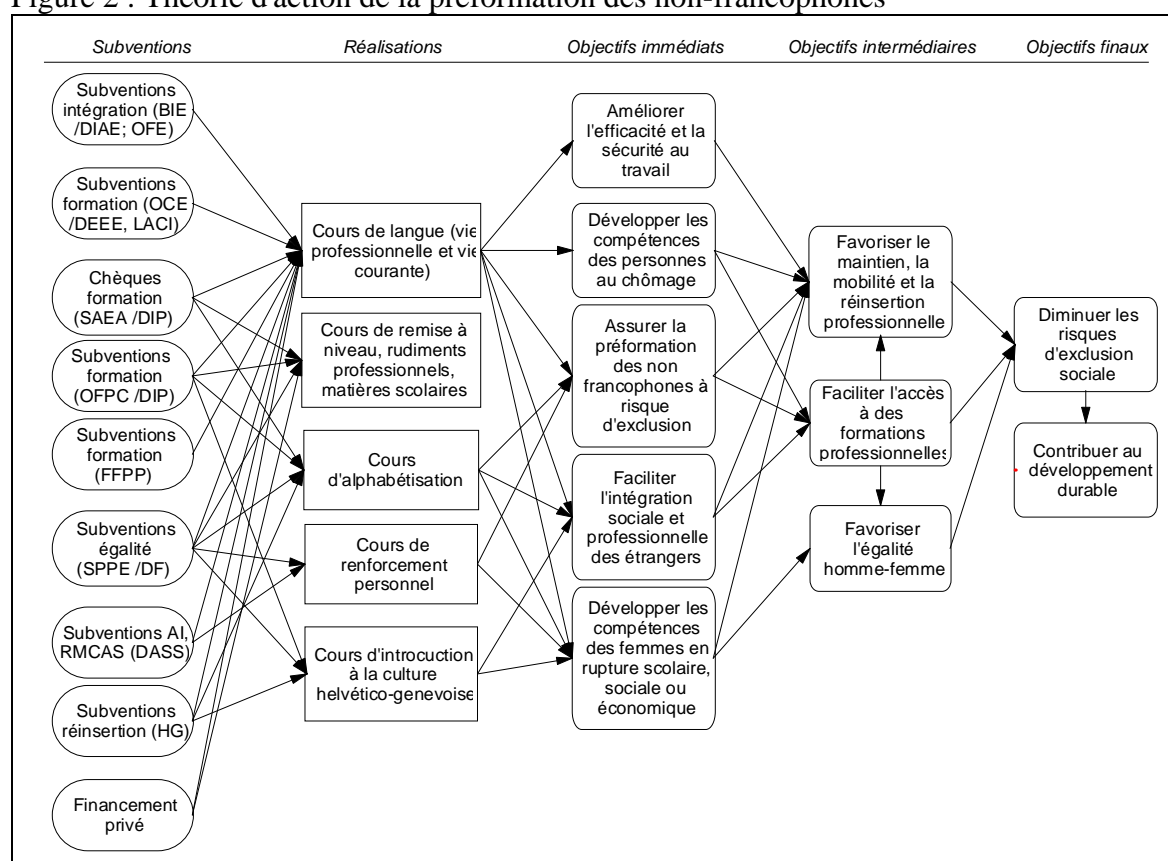 Figure 2 : Théorie d'action de la préformation des non-francophones
Subventions
Réalisations
Objectifs immédiats
Objectifs intermédiaires
Objectifs finaux
Subventions
intégration (BIE
/DIAE; OFE)
Subventions
formation (OCE
/DEEE, LACI)
Chèques
formation
(SAEA /DIP)
Subventions
formation
(OFPC /DIP)
Subventions
formation
(FFPP)
Subventions
égalité
(SPPE /DF)
Subventions AI,
RMCAS (DASS)
Subventions
réinsertion (HG)
Financement
privé
Cours de langue (vie
professionnelle et vie
courante)
Cours de remise à
niveau, rudiments
professionnels,
matières scolaires
Cours
d'alphabétisation
Cours de
renforcement
personnel
Cours d'introcuction
à la culture
helvético-genevoise
Améliorer
l'efficacité et la
sécurité au
travail
Développer les
compétences
des personnes
au chômage
Assurer la
préformation
des non
francophones à
risque
d'exclusion
Faciliter
l'intégration
sociale et
professionnelle
des étrangers
Développer les
compétences
des femmes en
rupture scolaire,
sociale ou
économique
Favoriser le
maintien, la
mobilité et la
réinsertion
professionnelle
Faciliter l'accès
à des
formations
professionnelles
Favoriser
l'égalité
homme-femme
Diminuer les
risques
d'exclusion
sociale
Contribuer au
développement
durable